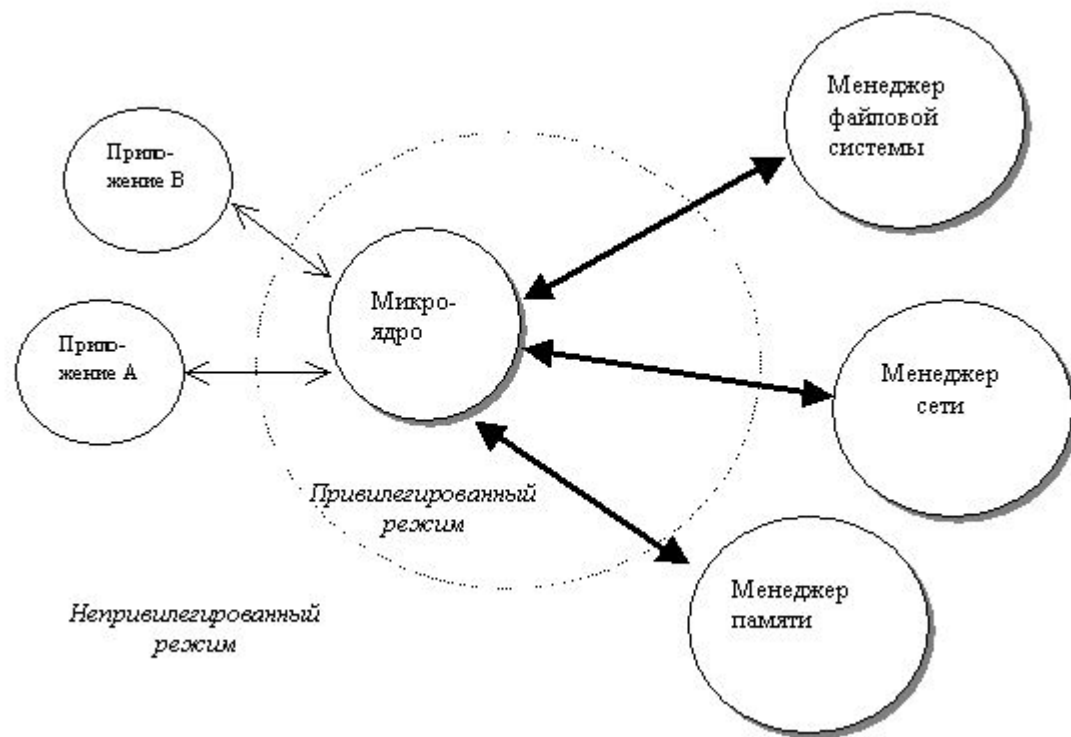 Менеджер
файловой
системы
Прило-
жение В
Микро-
ядро
Прило-
жение А
Менеджер
сети
Привилегированный
режим
Менеджер
памяти
Непривилегированный
режим